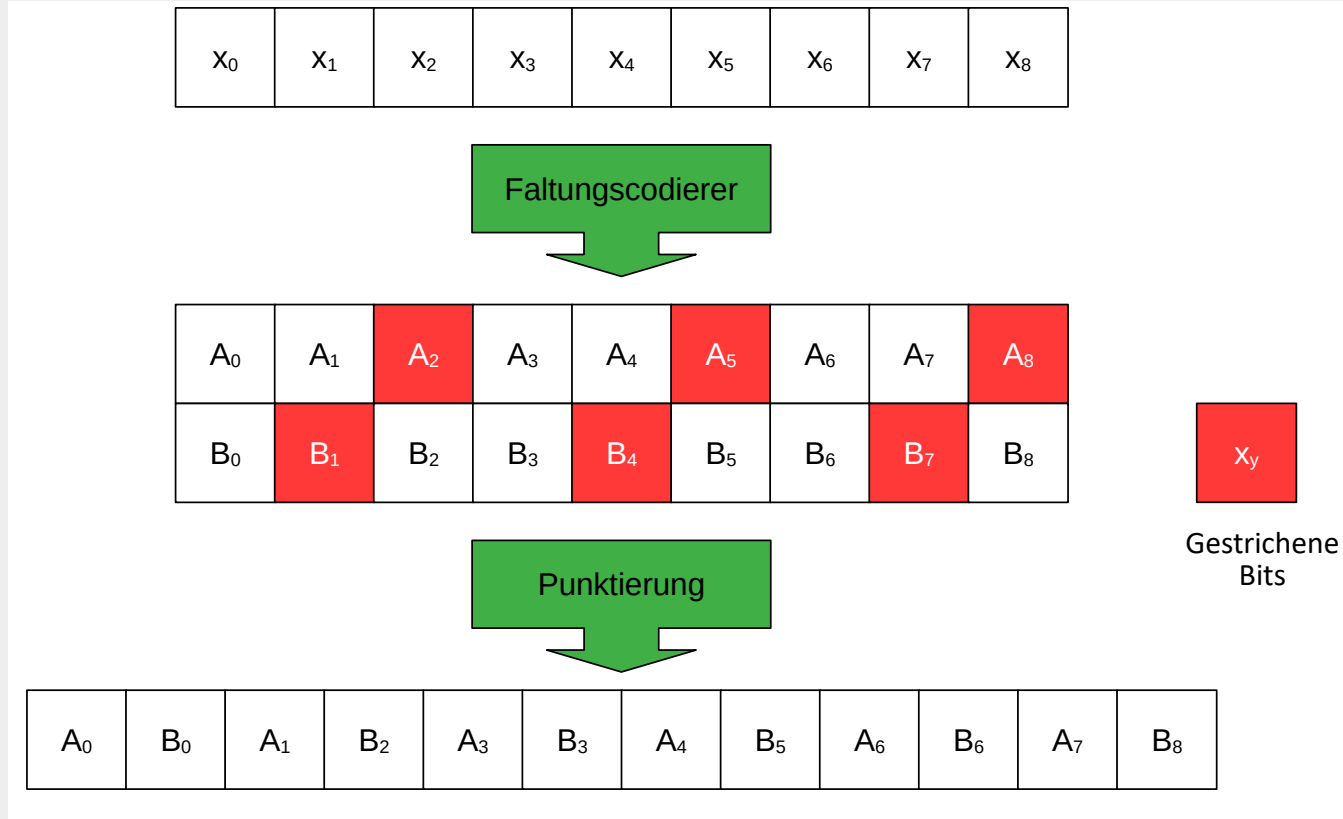 x₀ x₁ x₂ x₃ x₄ x₅ x₆ x₇ x₈
Faltungscodierer
A₀ A₁ A₂ A₃ A₄ A₅ A₆ A₇ A₈
B₀ B₁ B₂ B₃ B₄ B₅ B₆ B₇ B₈
xᵧ
Gestrichene
Bits
Punktierung
A₀ B₀ A₁ B₂ A₃ B₃ A₄ B₅ A₆ B₆ A₇ B₈